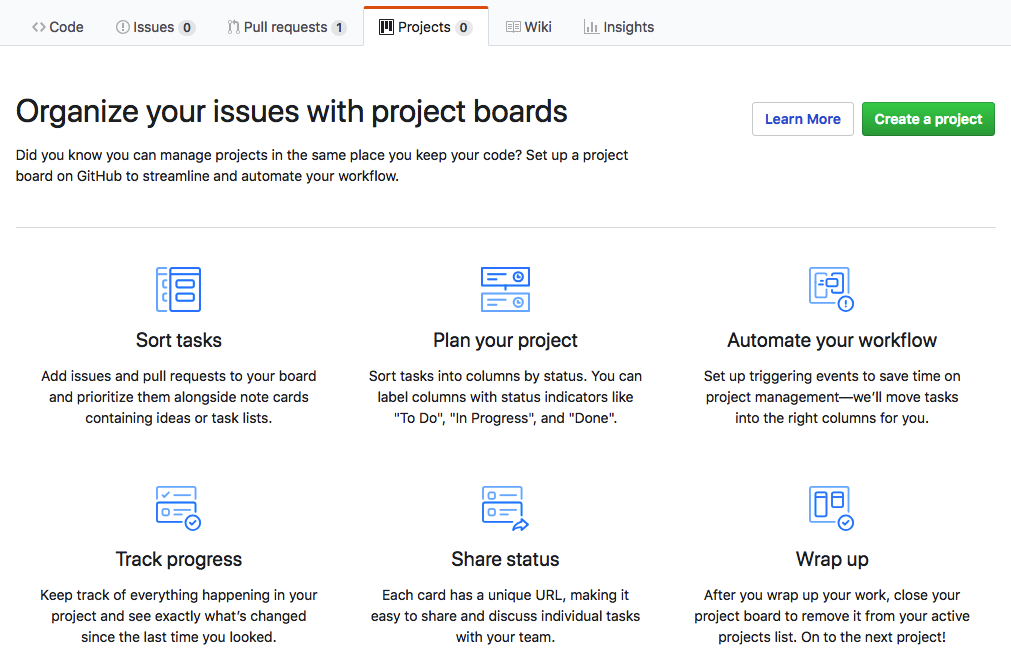 Code Issues 0 Pull requests 1 Projects 0 Wiki Insights
Organize your issues with project boards
Learn More Create a project
Did you know you can manage projects in the same place you keep your code? Set up a project
board on GitHub to streamline and automate your workflow.
Sort tasks
Add issues and pull requests to your board
and prioritize them alongside note cards
containing ideas or task lists.
Plan your project
Sort tasks into columns by status. You can
label columns with status indicators like
"To Do", "In Progress", and "Done".
Automate your workflow
Set up triggering events to save time on
project management—we’ll move tasks
into the right columns for you.
Track progress
Keep track of everything happening in your
project and see exactly what’s changed
since the last time you looked.
Share status
Each card has a unique URL, making it
easy to share and discuss individual tasks
with your team.
Wrap up
After you wrap up your work, close your
project board to remove it from your active
projects list. On to the next project!